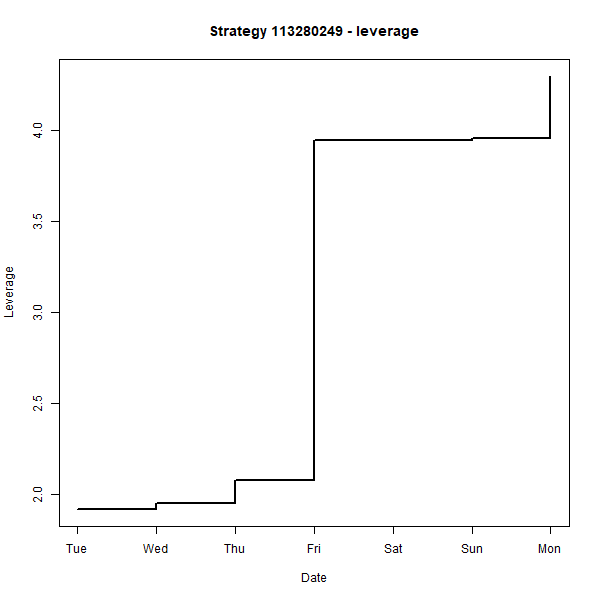 Strategy 113280249 - leverage
4.0
3.5
3.0
2.5
2.0
Leverage
Tue Wed Thu Fri Sat Sun Mon
Date